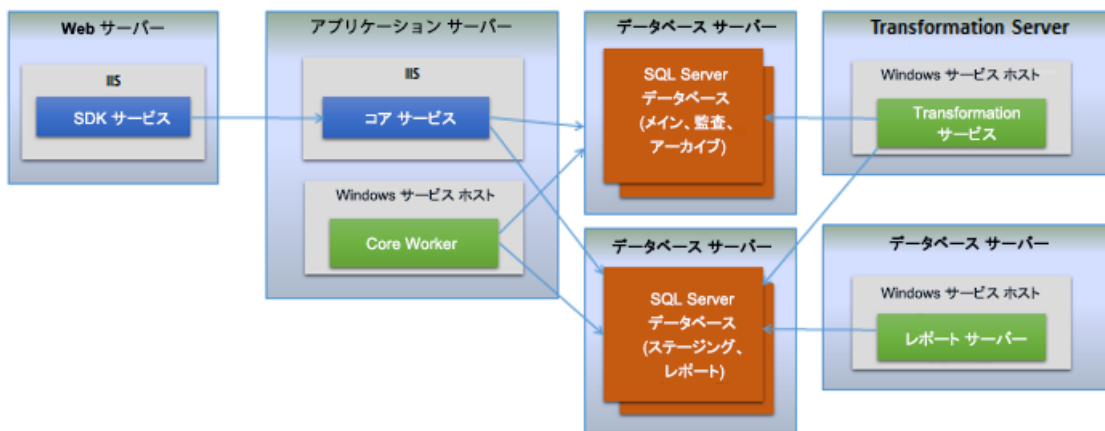 Web サーバー
IIS
SDK サービス
アプリケーション サーバー
IIS
コア サービス
Windows サービス ホスト
Core Worker
データベース サーバー
SQL Server
データベース
(メイン、監査、
アーカイブ)
データベース サーバー
SQL Server
データベース
(ステージング、
レポート)
Transformation Server
Windows サービス ホスト
Transformation
サービス
データベース サーバー
Windows サービス ホスト
レポート サーバー